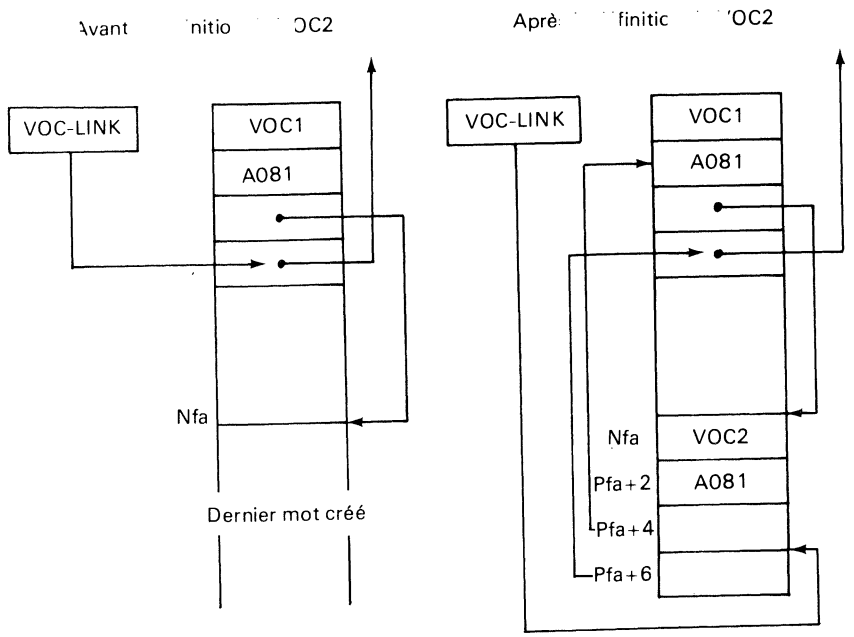 VOC-LINK
VOC1
A081
Nfa
Dernier mot créé
VOC-LINK
VOC1
A081
Nfa
VOC2
Pfa+2
A081
Pfa+4
Pfa+6